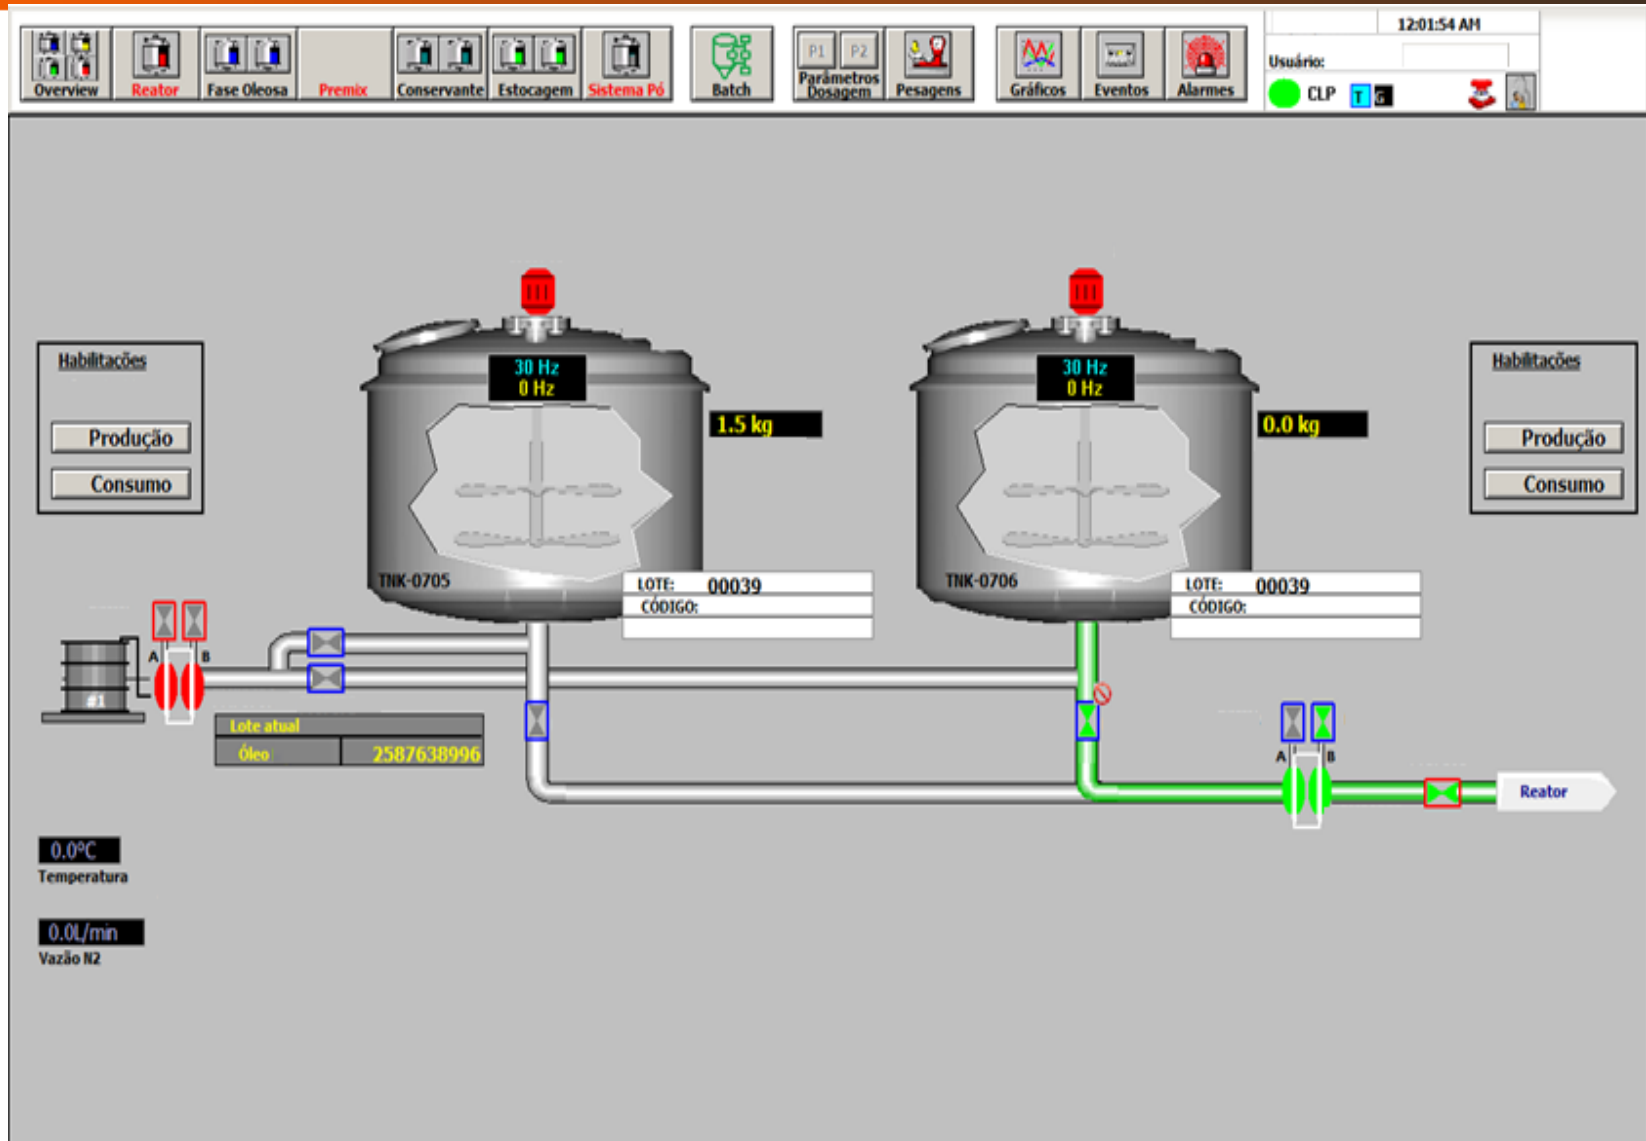 12:01:54 AM
Usuário:
CLP T G
P1 P2
Overview Reator Fase Oleosa Premix Conservante Estocagem Sistema Pó Batch Parâmetros Dosagem Pesagens Gráficos Eventos Alarmes
Habilitações
Produção
Consumo
30 Hz
0 Hz
1.5 kg
TNK-0705
LOTE: 00039
CÓDIGO:
30 Hz
0 Hz
0.0 kg
TNK-0706
LOTE: 00039
CÓDIGO:
Habilitações
Produção
Consumo
A B
#1
Lote atual
Óleo 2587638996
A B
Reator
0.0ºC
Temperatura
0.0L/min
Vazão N2